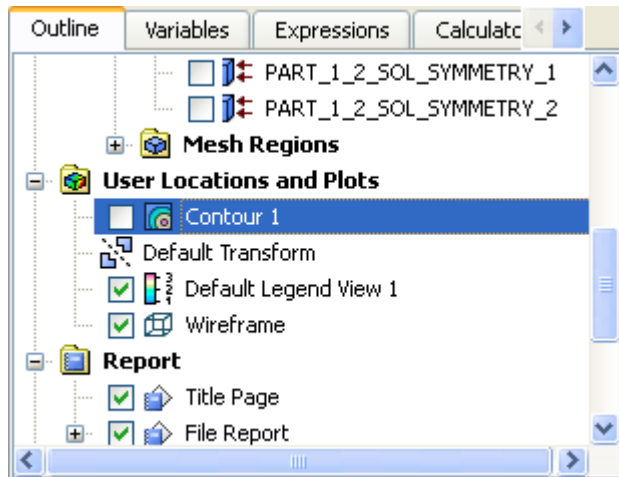 Outline Variables Expressions Calculatc
PART_1_2_SOL_SYMMETRY_1
PART_1_2_SOL_SYMMETRY_2
Mesh Regions
User Locations and Plots
Contour 1
Default Transform
Default Legend View 1
Wireframe
Report
Title Page
File Report